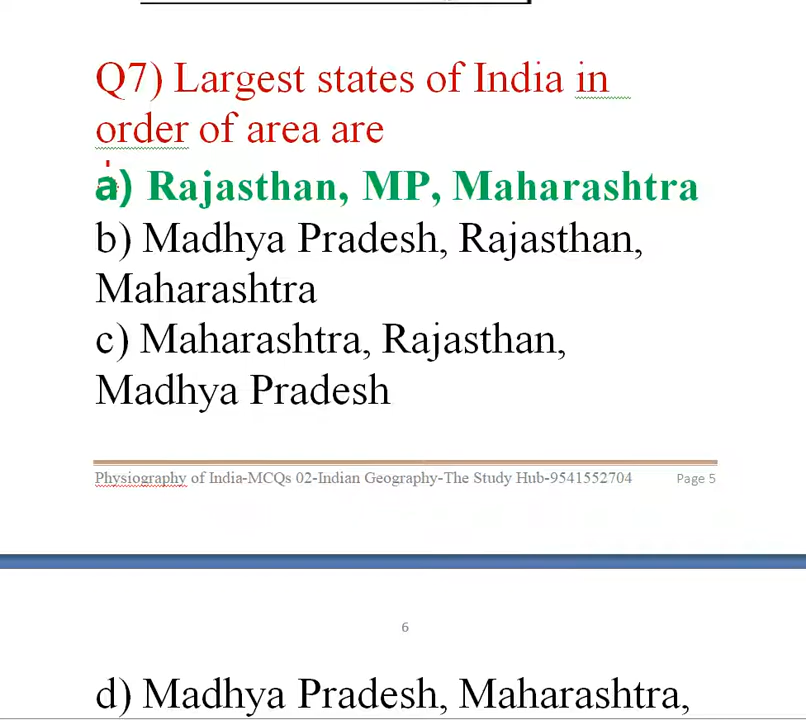 Q7) Largest states of India in
order of area are
a) Rajasthan, MP, Maharashtra
b) Madhya Pradesh, Rajasthan,
Maharashtra
c) Maharashtra, Rajasthan,
Madhya Pradesh
Physiography of India-MCQs 02-Indian Geography-The Study Hub-9541552704 Page 5
6
d) Madhya Pradesh, Maharashtra,